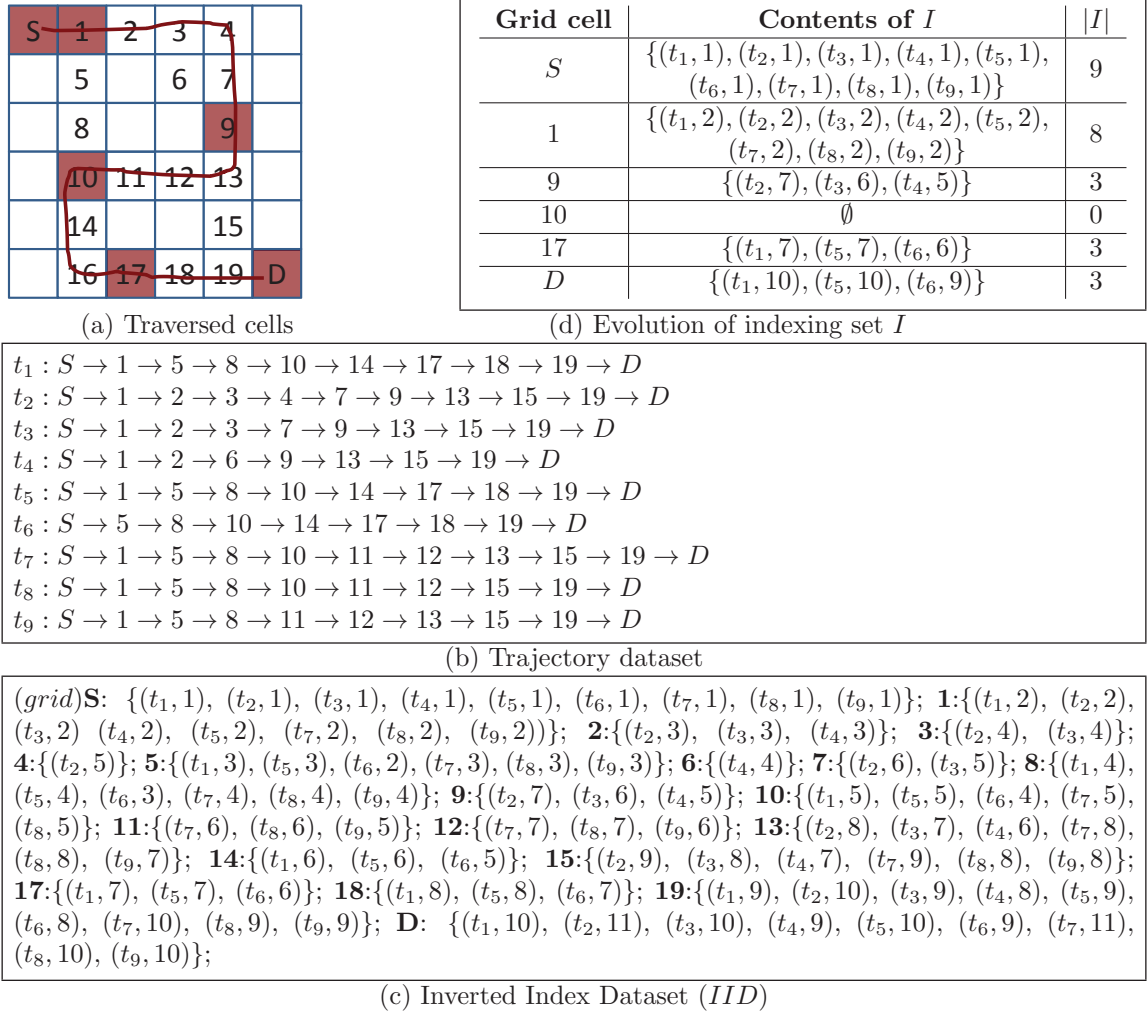 S 1 2 3 4
5 6 7
8 9
10 11 12 13
14 15
16 17 18 19 D
(a) Traversed cells
Grid cell Contents of I |I|
S {(t₁, 1), (t₂, 1), (t₃, 1), (t₄, 1), (t₅, 1),
(t₆, 1), (t₇, 1), (t₈, 1), (t₉, 1)} 9
1 {(t₁, 2), (t₂, 2), (t₃, 2), (t₄, 2), (t₅, 2),
(t₇, 2), (t₈, 2), (t₉, 2)} 8
9 {(t₂, 7), (t₃, 6), (t₄, 5)} 3
10 ∅ 0
17 {(t₁, 7), (t₅, 7), (t₆, 6)} 3
D {(t₁, 10), (t₅, 10), (t₆, 9)} 3
(d) Evolution of indexing set I
t₁ : S → 1 → 5 → 8 → 10 → 14 → 17 → 18 → 19 → D
t₂ : S → 1 → 2 → 3 → 4 → 7 → 9 → 13 → 15 → 19 → D
t₃ : S → 1 → 2 → 3 → 7 → 9 → 13 → 15 → 19 → D
t₄ : S → 1 → 2 → 6 → 9 → 13 → 15 → 19 → D
t₅ : S → 1 → 5 → 8 → 10 → 14 → 17 → 18 → 19 → D
t₆ : S → 5 → 8 → 10 → 14 → 17 → 18 → 19 → D
t₇ : S → 1 → 5 → 8 → 10 → 11 → 12 → 13 → 15 → 19 → D
t₈ : S → 1 → 5 → 8 → 10 → 11 → 12 → 15 → 19 → D
t₉ : S → 1 → 5 → 8 → 11 → 12 → 13 → 15 → 19 → D
(b) Trajectory dataset
(grid)S: {(t₁, 1), (t₂, 1), (t₃, 1), (t₄, 1), (t₅, 1), (t₆, 1), (t₇, 1), (t₈, 1), (t₉, 1)}; 1:{(t₁, 2), (t₂, 2),
(t₃, 2) (t₄, 2), (t₅, 2), (t₇, 2), (t₈, 2), (t₉, 2))}; 2:{(t₂, 3), (t₃, 3), (t₄, 3)}; 3:{(t₂, 4), (t₃, 4)};
4:{(t₂, 5)}; 5:{(t₁, 3), (t₅, 3), (t₆, 2), (t₇, 3), (t₈, 3), (t₉, 3)}; 6:{(t₄, 4)}; 7:{(t₂, 6), (t₃, 5)}; 8:{(t₁, 4),
(t₅, 4), (t₆, 3), (t₇, 4), (t₈, 4), (t₉, 4)}; 9:{(t₂, 7), (t₃, 6), (t₄, 5)}; 10:{(t₁, 5), (t₅, 5), (t₆, 4), (t₇, 5),
(t₈, 5)}; 11:{(t₇, 6), (t₈, 6), (t₉, 5)}; 12:{(t₇, 7), (t₈, 7), (t₉, 6)}; 13:{(t₂, 8), (t₃, 7), (t₄, 6), (t₇, 8),
(t₈, 8), (t₉, 7)}; 14:{(t₁, 6), (t₅, 6), (t₆, 5)}; 15:{(t₂, 9), (t₃, 8), (t₄, 7), (t₇, 9), (t₈, 8), (t₉, 8)};
17:{(t₁, 7), (t₅, 7), (t₆, 6)}; 18:{(t₁, 8), (t₅, 8), (t₆, 7)}; 19:{(t₁, 9), (t₂, 10), (t₃, 9), (t₄, 8), (t₅, 9),
(t₆, 8), (t₇, 10), (t₈, 9), (t₉, 9)}; D: {(t₁, 10), (t₂, 11), (t₃, 10), (t₄, 9), (t₅, 10), (t₆, 9), (t₇, 11),
(t₈, 10), (t₉, 10)};
(c) Inverted Index Dataset (IID)